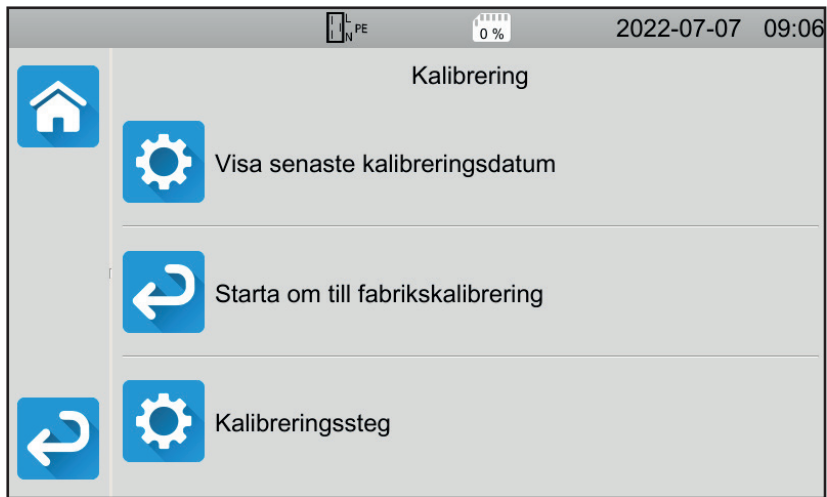 L
N PE
0 %
2022-07-07 09:06
Kalibrering
Visa senaste kalibreringsdatum
Starta om till fabrikskalibrering
Kalibreringssteg